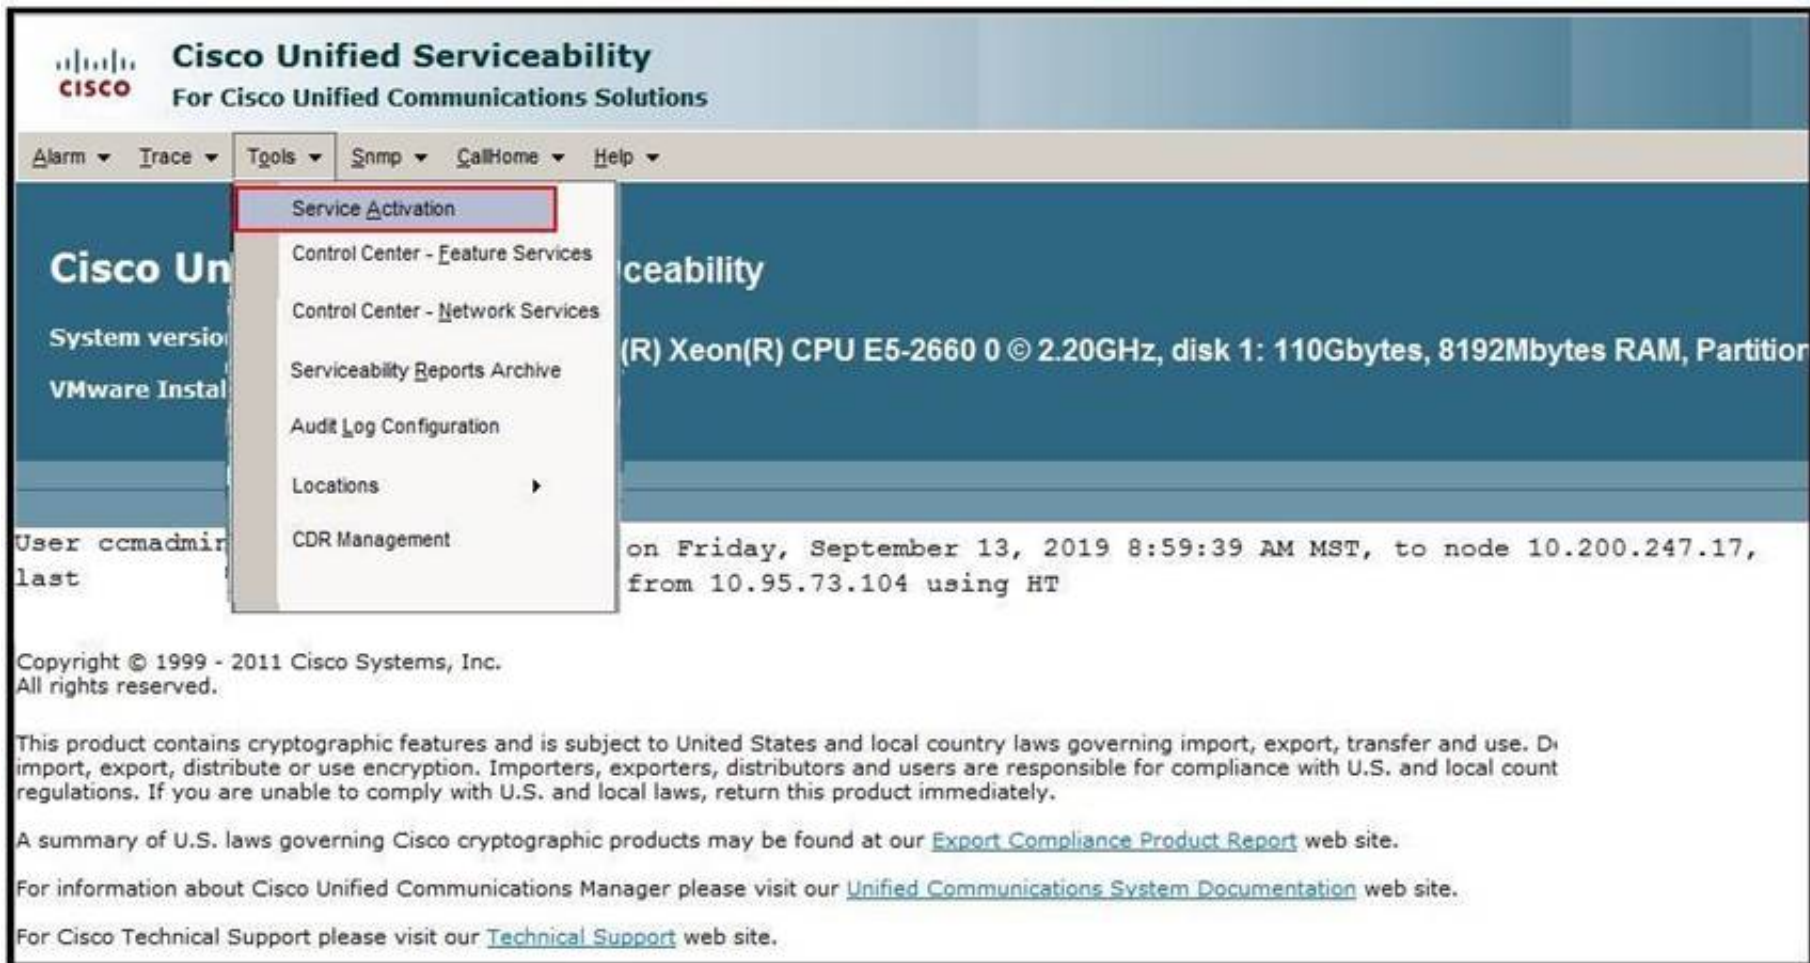 Cisco Unified Serviceability
CISCO
For Cisco Unified Communications Solutions
Alarm Trace Tools Snmp CallHome Help
Service Activation
Control Center - Feature Services
Control Center - Network Services
Serviceability Reports Archive
Audit Log Configuration
Locations
CDR Management
Cisco Un ceability
System versio (R) Xeon(R) CPU E5-2660 0 © 2.20GHz, disk 1: 110Gbytes, 8192Mbytes RAM, Partition
VMware Instal
User ccmadmin on Friday, September 13, 2019 8:59:39 AM MST, to node 10.200.247.17,
last from 10.95.73.104 using HT
Copyright © 1999 - 2011 Cisco Systems, Inc.
All rights reserved.
This product contains cryptographic features and is subject to United States and local country laws governing import, export, transfer and use.
import, export, distribute or use encryption. Importers, exporters, distributors and users are responsible for compliance with U.S. and local count
regulations. If you are unable to comply with U.S. and local laws, return this product immediately.
A summary of U.S. laws governing Cisco cryptographic products may be found at our Export Compliance Product Report web site.
For information about Cisco Unified Communications Manager please visit our Unified Communications System Documentation web site.
For Cisco Technical Support please visit our Technical Support web site.